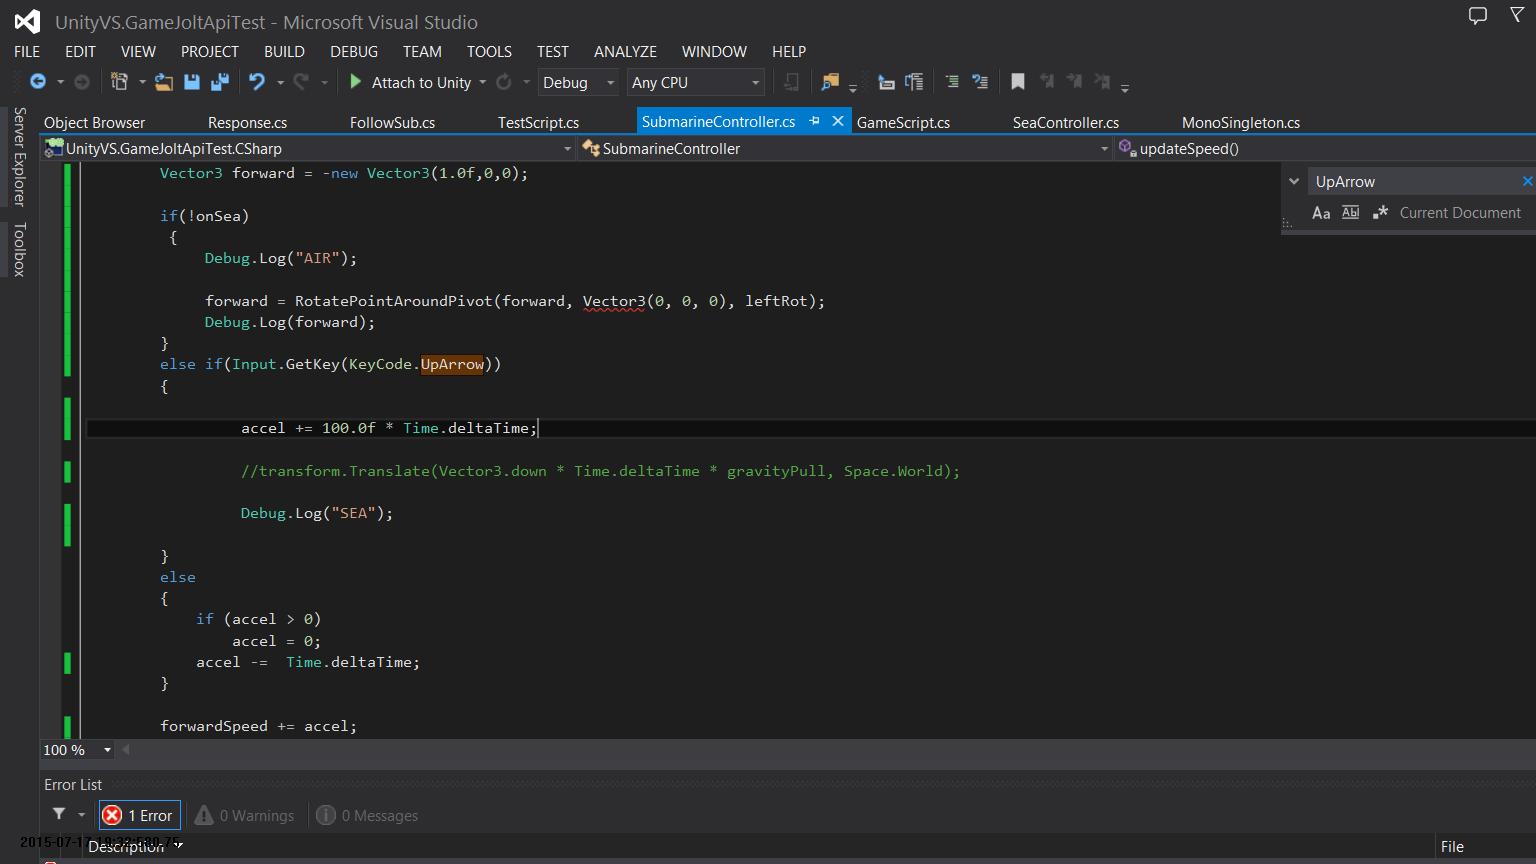 UnityVS.GameJoltApiTest - Microsoft Visual Studio
FILE EDIT VIEW PROJECT BUILD DEBUG TEAM TOOLS TEST ANALYZE WINDOW HELP
Attach to Unity Debug Any CPU
Server Explorer
Toolbox
Object Browser Response.cs FollowSub.cs TestScript.cs SubmarineController.cs GameScript.cs SeaController.cs MonoSingleton.cs
UnityVS.GameJoltApiTest.CSharp SubmarineController updateSpeed()
UpArrow
Aa Abl Current Document
Vector3 forward = -new Vector3(1.0f,0,0);
if(!onSea)
{
Debug.Log("AIR");
forward = RotatePointAroundPivot(forward, Vector3(0, 0, 0), leftRot);
Debug.Log(forward);
}
else if(Input.GetKey(KeyCode.UpArrow))
{
accel += 100.0f * Time.deltaTime;
//transform.Translate(Vector3.down * Time.deltaTime * gravityPull, Space.World);
Debug.Log("SEA");
}
else
{
if (accel > 0)
accel = 0;
accel -=  Time.deltaTime;
}
forwardSpeed += accel;
100 %
Error List
1 Error 0 Warnings 0 Messages
Description File